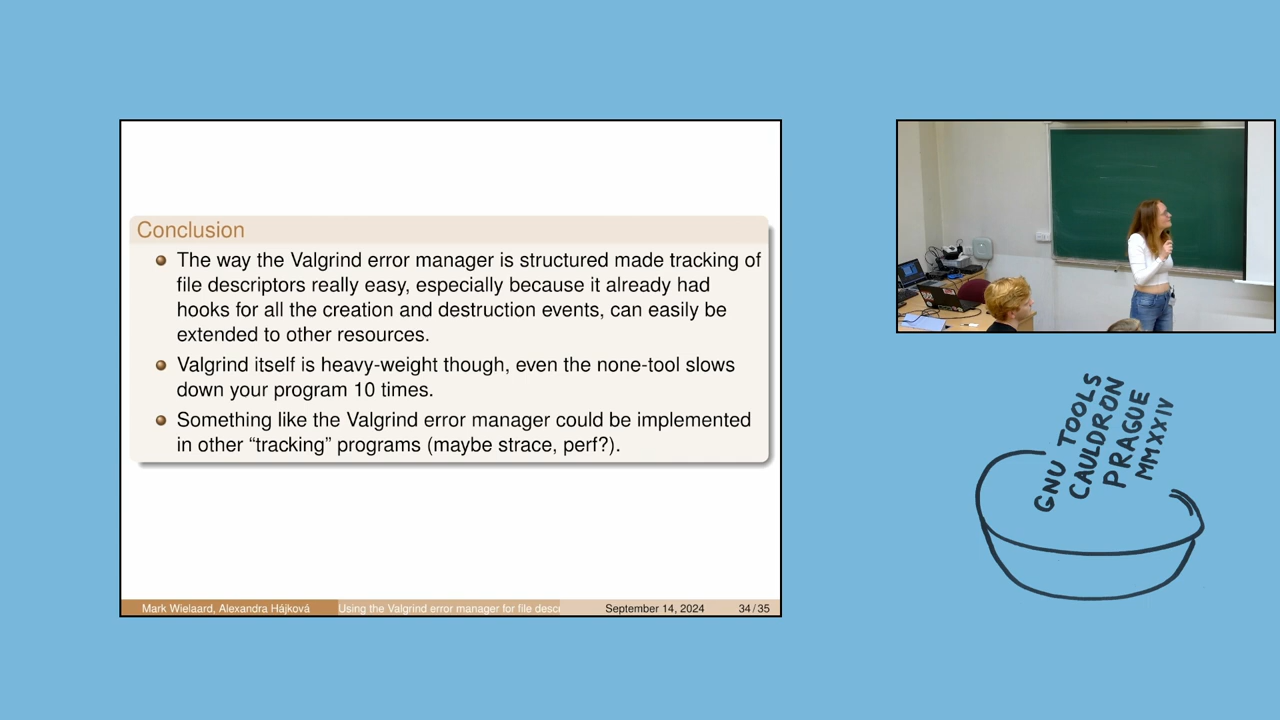 Conclusion
The way the Valgrind error manager is structured made tracking of
file descriptors really easy, especially because it already had
hooks for all the creation and destruction events, can easily be
extended to other resources.
Valgrind itself is heavy-weight though, even the none-tool slows
down your program 10 times.
Something like the Valgrind error manager could be implemented
in other “tracking” programs (maybe strace, perf?).
Mark Wielaard, Alexandra Hájková
Using the Valgrind error manager for file descr
September 14, 2024
34 / 35
GNU TOOLS
CAULDRON
PRAGUE
MMXXIV